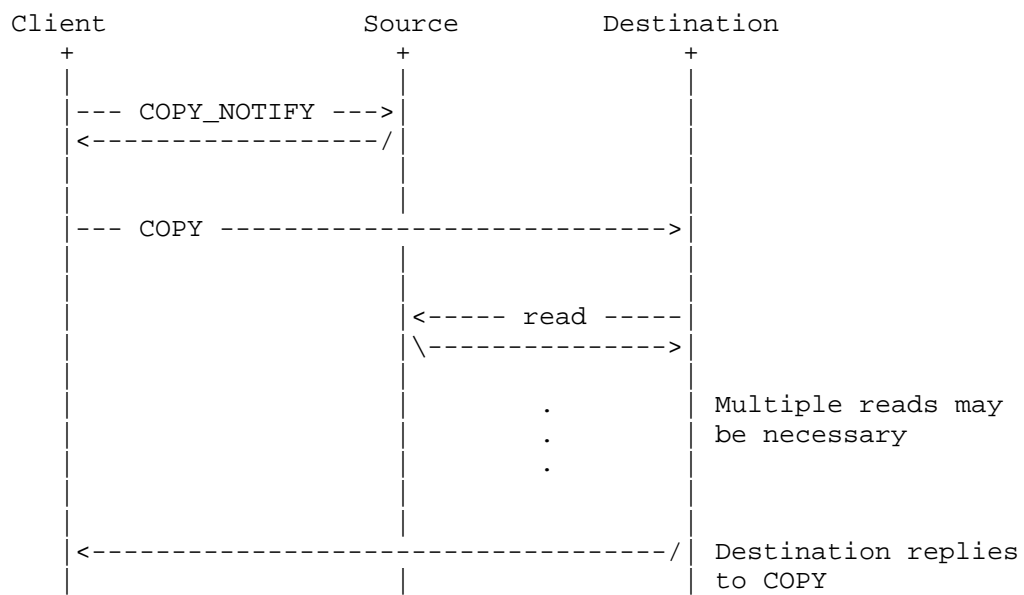 Client Source Destination
+ + +
| | |
|--- COPY_NOTIFY --->| |
|<------------------/| |
| | |
| | |
|--- COPY ---------------------------->|
| | |
| | |
| |<----- read -----|
| |\--------------->|
| | |
| | . | Multiple reads may
| | . | be necessary
| | . |
| | |
| | |
|<------------------------------------/| Destination replies
| | | to COPY